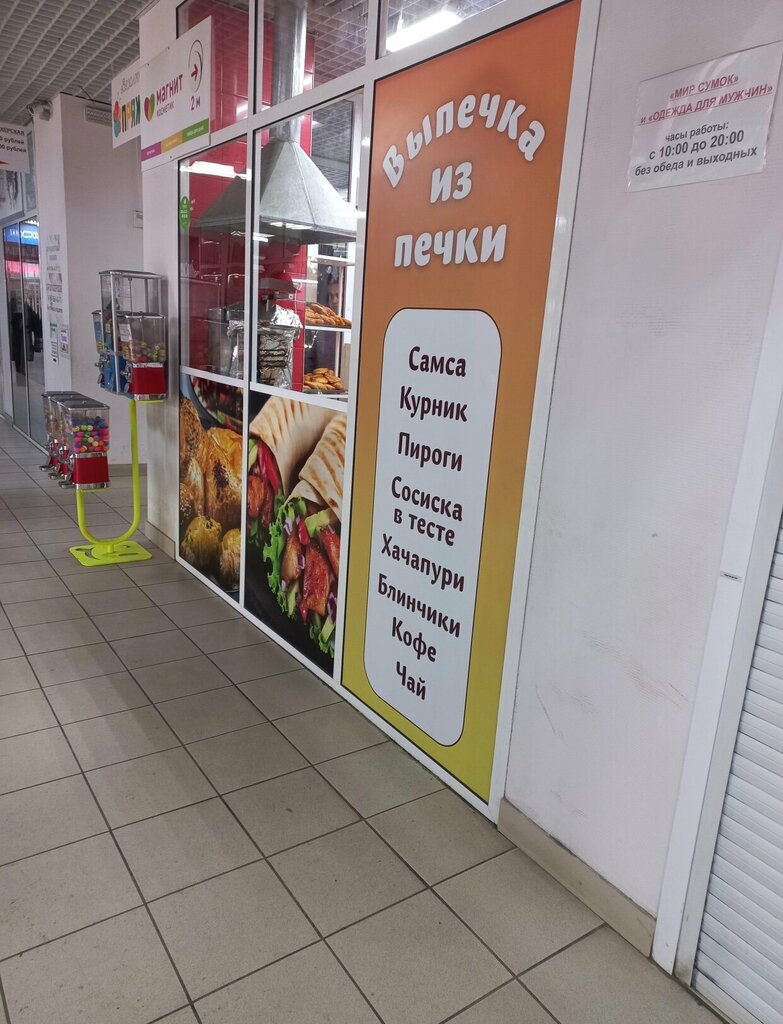 магнит
косметик
2 м
Выпечка
из
печки
Самса
Курник
Пироги
Сосиска
в тесте
Хачапури
Блинчики
Кофе
Чай
«МИР СУМОК»
и «ОДЕЖДА ДЛЯ МУЖЧИН»
часы работы:
с 10:00 до 20:00
без обеда и выходных